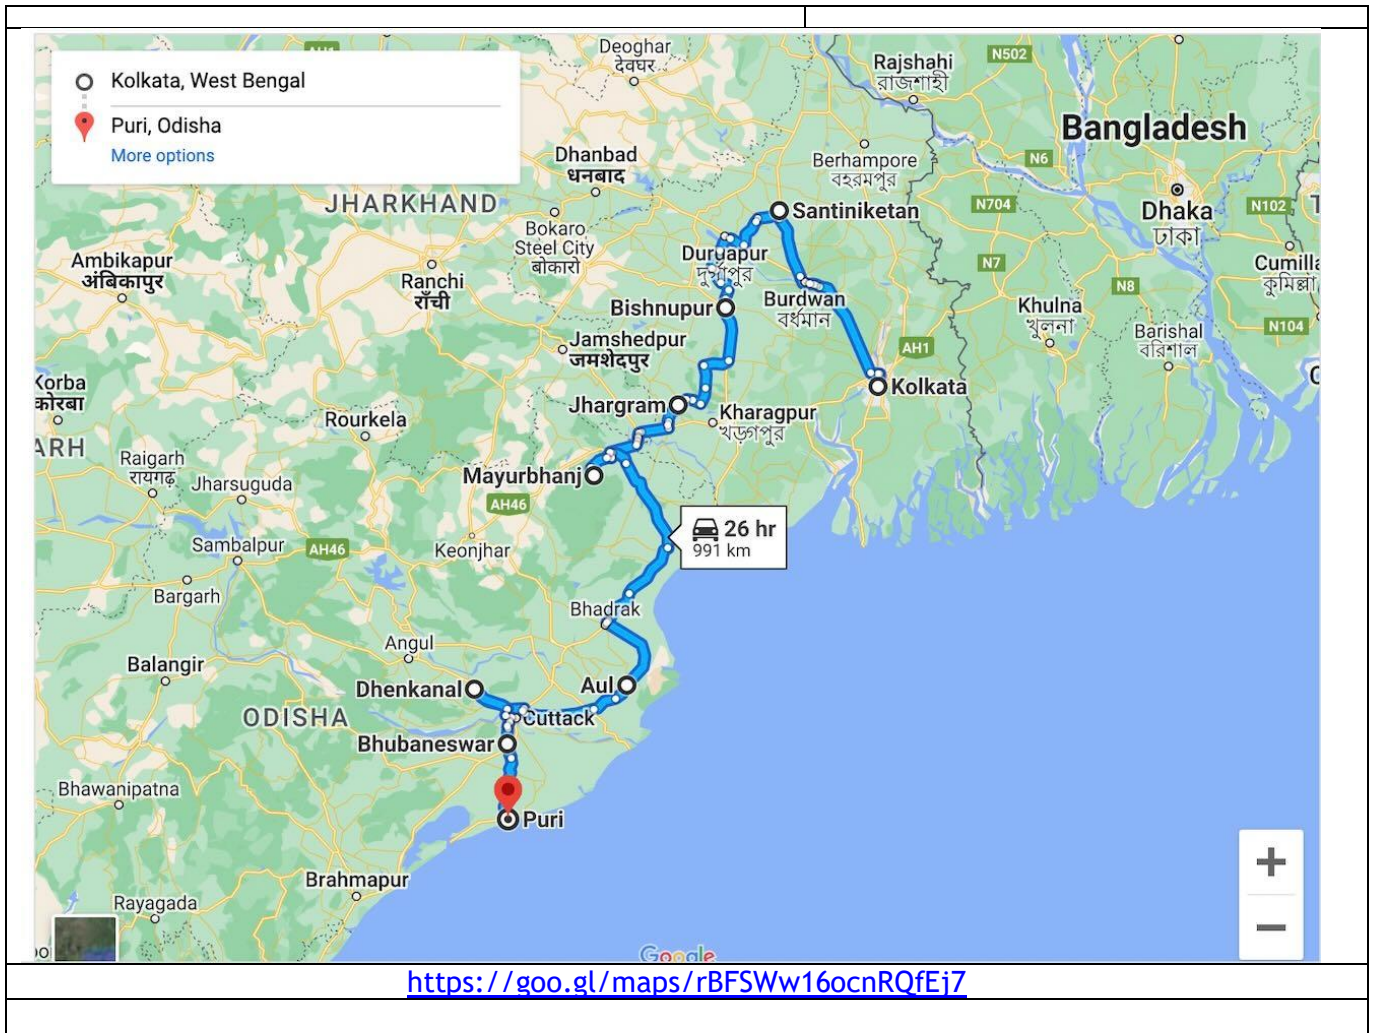 Kolkata, West Bengal
Puri, Odisha
More options
AH1
Deoghar
देवघर
N502
Rajshahi
রাজশাহী
Bangladesh
Dhanbad
धनबाद
Berhampore
বহরমপুর
N6
JHARKHAND
Santiniketan
N704
Dhaka
ঢাকা
N102
Bokaro
Steel City
बोकारो
Durgapur
দুর্গাপুর
Ambikapur
अंबिकापुर
Ranchi
राँची
N7
Cumilla
কুমিল্লা
N8
Bishnupur
Burdwan
বর্ধমান
Khulna
খুলনা
Barishal
বরিশাল
N104
Jamshedpur
जमशेदपुर
AH1
Korba
कोरबा
Kolkata
Jhargram
Kharagpur
খড়্গপুর
Rourkela
ARH
Raigarh
रायगढ़
Jharsuguda
Mayurbhanj
AH46
26 hr
991 km
Sambalpur
AH46
Keonjhar
Bargarh
Bhadrak
Angul
Balangir
Dhenkanal
Aul
ODISHA
Cuttack
Bhubaneswar
Bhawanipatna
Puri
Brahmapur
Rayagada
Google
https://goo.gl/maps/rBFSWw16ocnRQfEj7